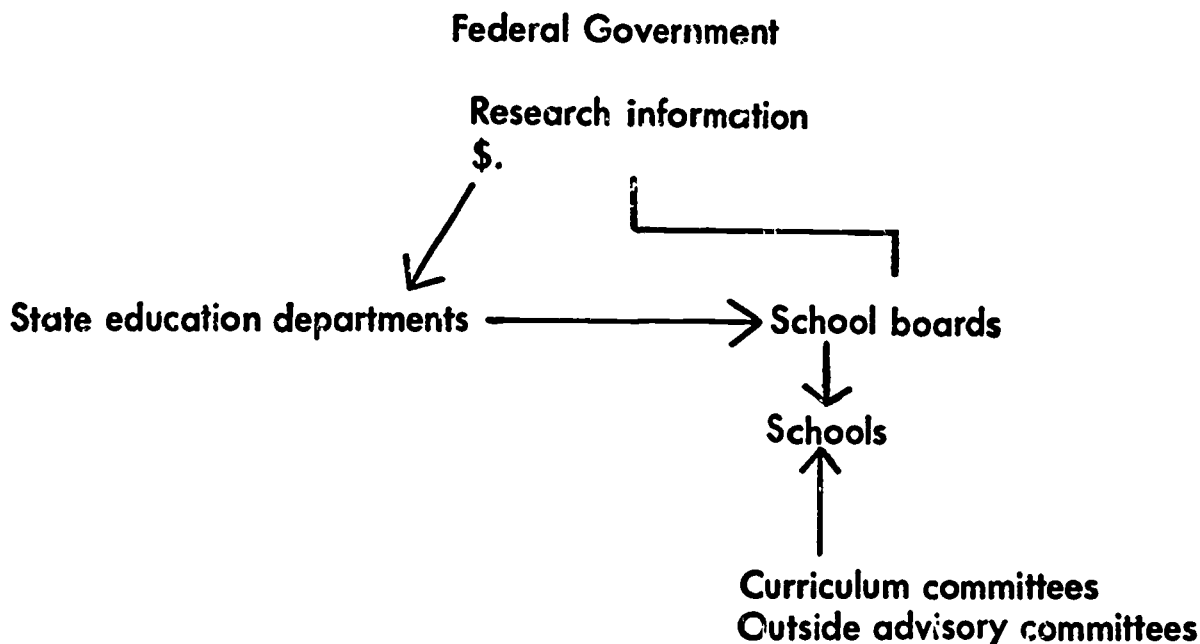 Federal Government
Research information
$.
State education departments
School boards
Schools
Curriculum committees
Outside advisory committees